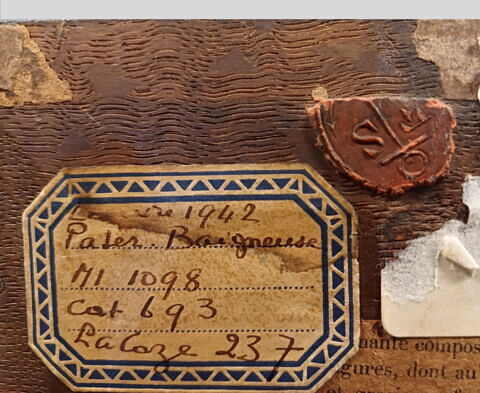 1942
Pater. Baigneuse
MI 1098
Cat 693
LaCaze 237
nante compos
gures, dont au